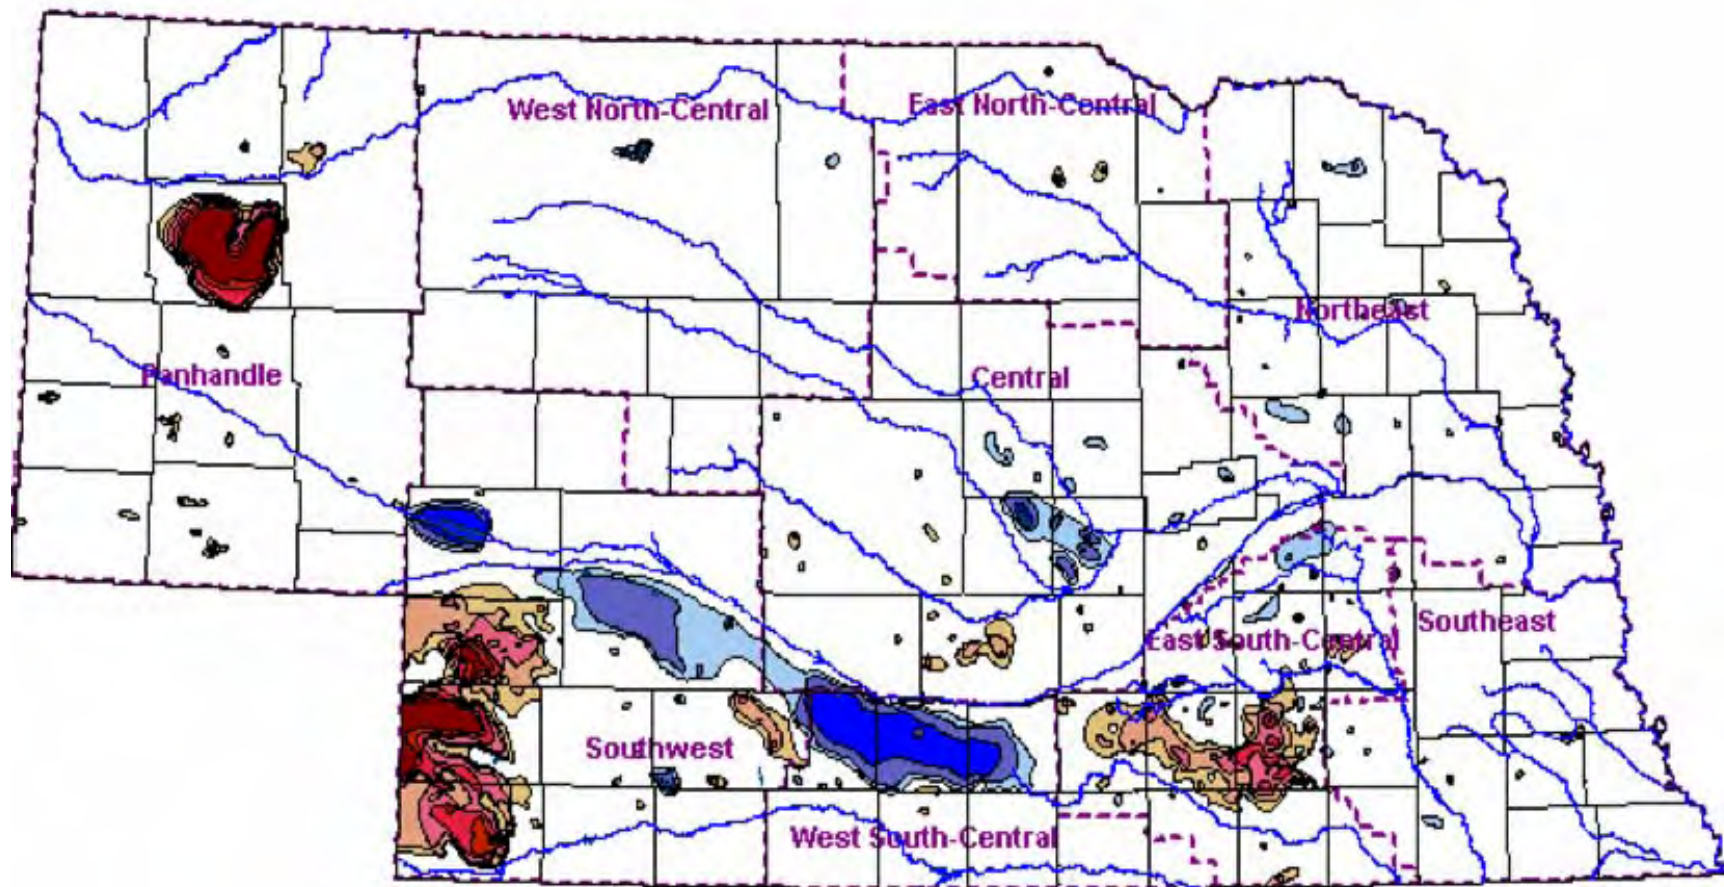 West North-Central
East North-Central
Northeast
Panhandle
Central
East South-Central
Southeast
Southwest
West South-Central